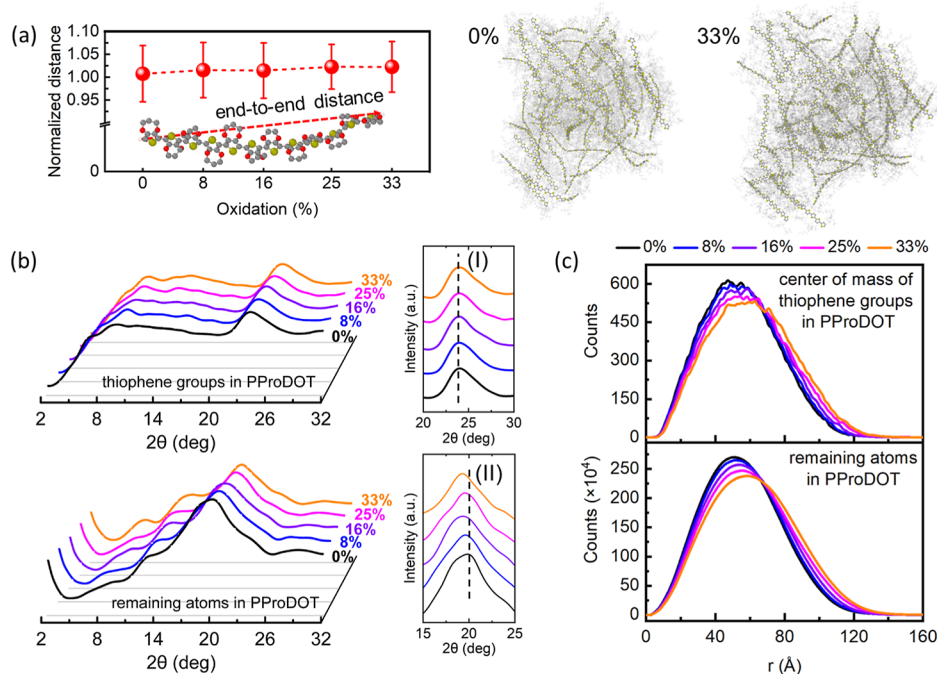 (a)
Normalized distance
1.10
1.05
1.00
0.95
0
end-to-end distance
0 8 16 25 33
Oxidation (%)
0%
33%
(b)
33%
25%
16%
8%
0%
thiophene groups in PProDOT
2 8 14 20 26 32
2θ (deg)
(I)
Intensity (a.u.)
20 25 30
2θ (deg)
33%
25%
16%
8%
0%
remaining atoms in PProDOT
2 8 14 20 26 32
2θ (deg)
(II)
Intensity (a.u.)
15 20 25
2θ (deg)
0% 8% 16% 25% 33%
(c)
center of mass of
thiophene groups
in PProDOT
Counts
600
450
300
150
0
remaining atoms
in PProDOT
Counts (×10⁴)
250
200
150
100
50
0
0 40 80 120 160
r (Å)